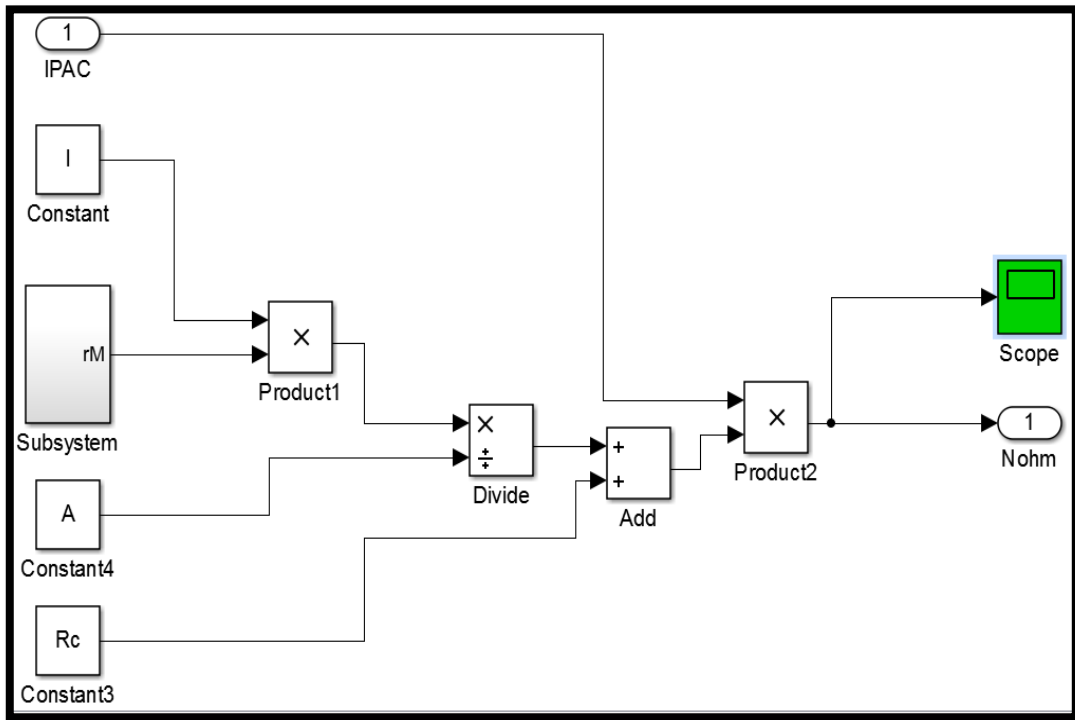 1
IPAC
I
Constant
rM
Subsystem
×
Product1
×
÷
Divide
A
Constant4
Rc
Constant3
+
+
Add
×
Product2
Scope
1
Nohm